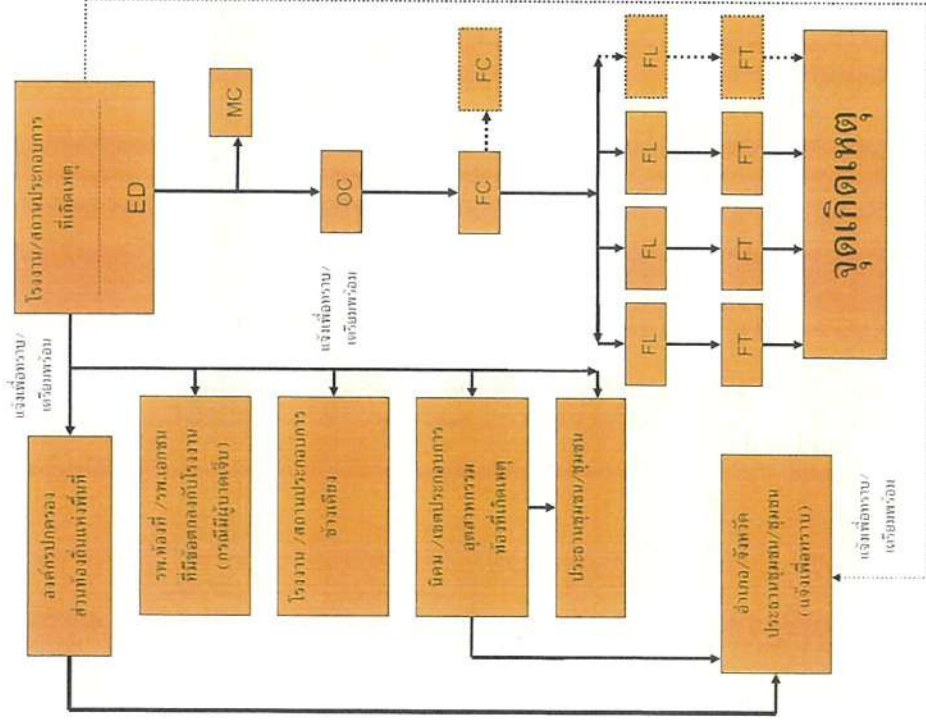 โรงงาน/สถานประกอบการ
ที่เกิดเหตุ
ED
MC
OC
FC
FC
FL
FL
FL
FL
FT
FT
FT
FT
จุดเกิดเหตุ
แจ้งเพื่อทราบ/
เตรียมพร้อม
แจ้งเพื่อทราบ/
เตรียมพร้อม
องค์กรปกครอง
ส่วนท้องถิ่นแห่งพื้นที่
รพ.ท้องที่ /รพ.เอกชน
ที่มีข้อตกลงกับโรงงาน
(กรณีมีผู้บาดเจ็บ)
โรงงาน /สถานประกอบการ
ข้างเคียง
นิคม /เขตประกอบการ
อุตสาหกรรม
ท้องที่เกิดเหตุ
ประธานชุมชน/ชุมชน
อำเภอ/จังหวัด
ประธานชุมชน/ชุมชน
(แจ้งเพื่อทราบ)
แจ้งเพื่อทราบ/
เตรียมพร้อม